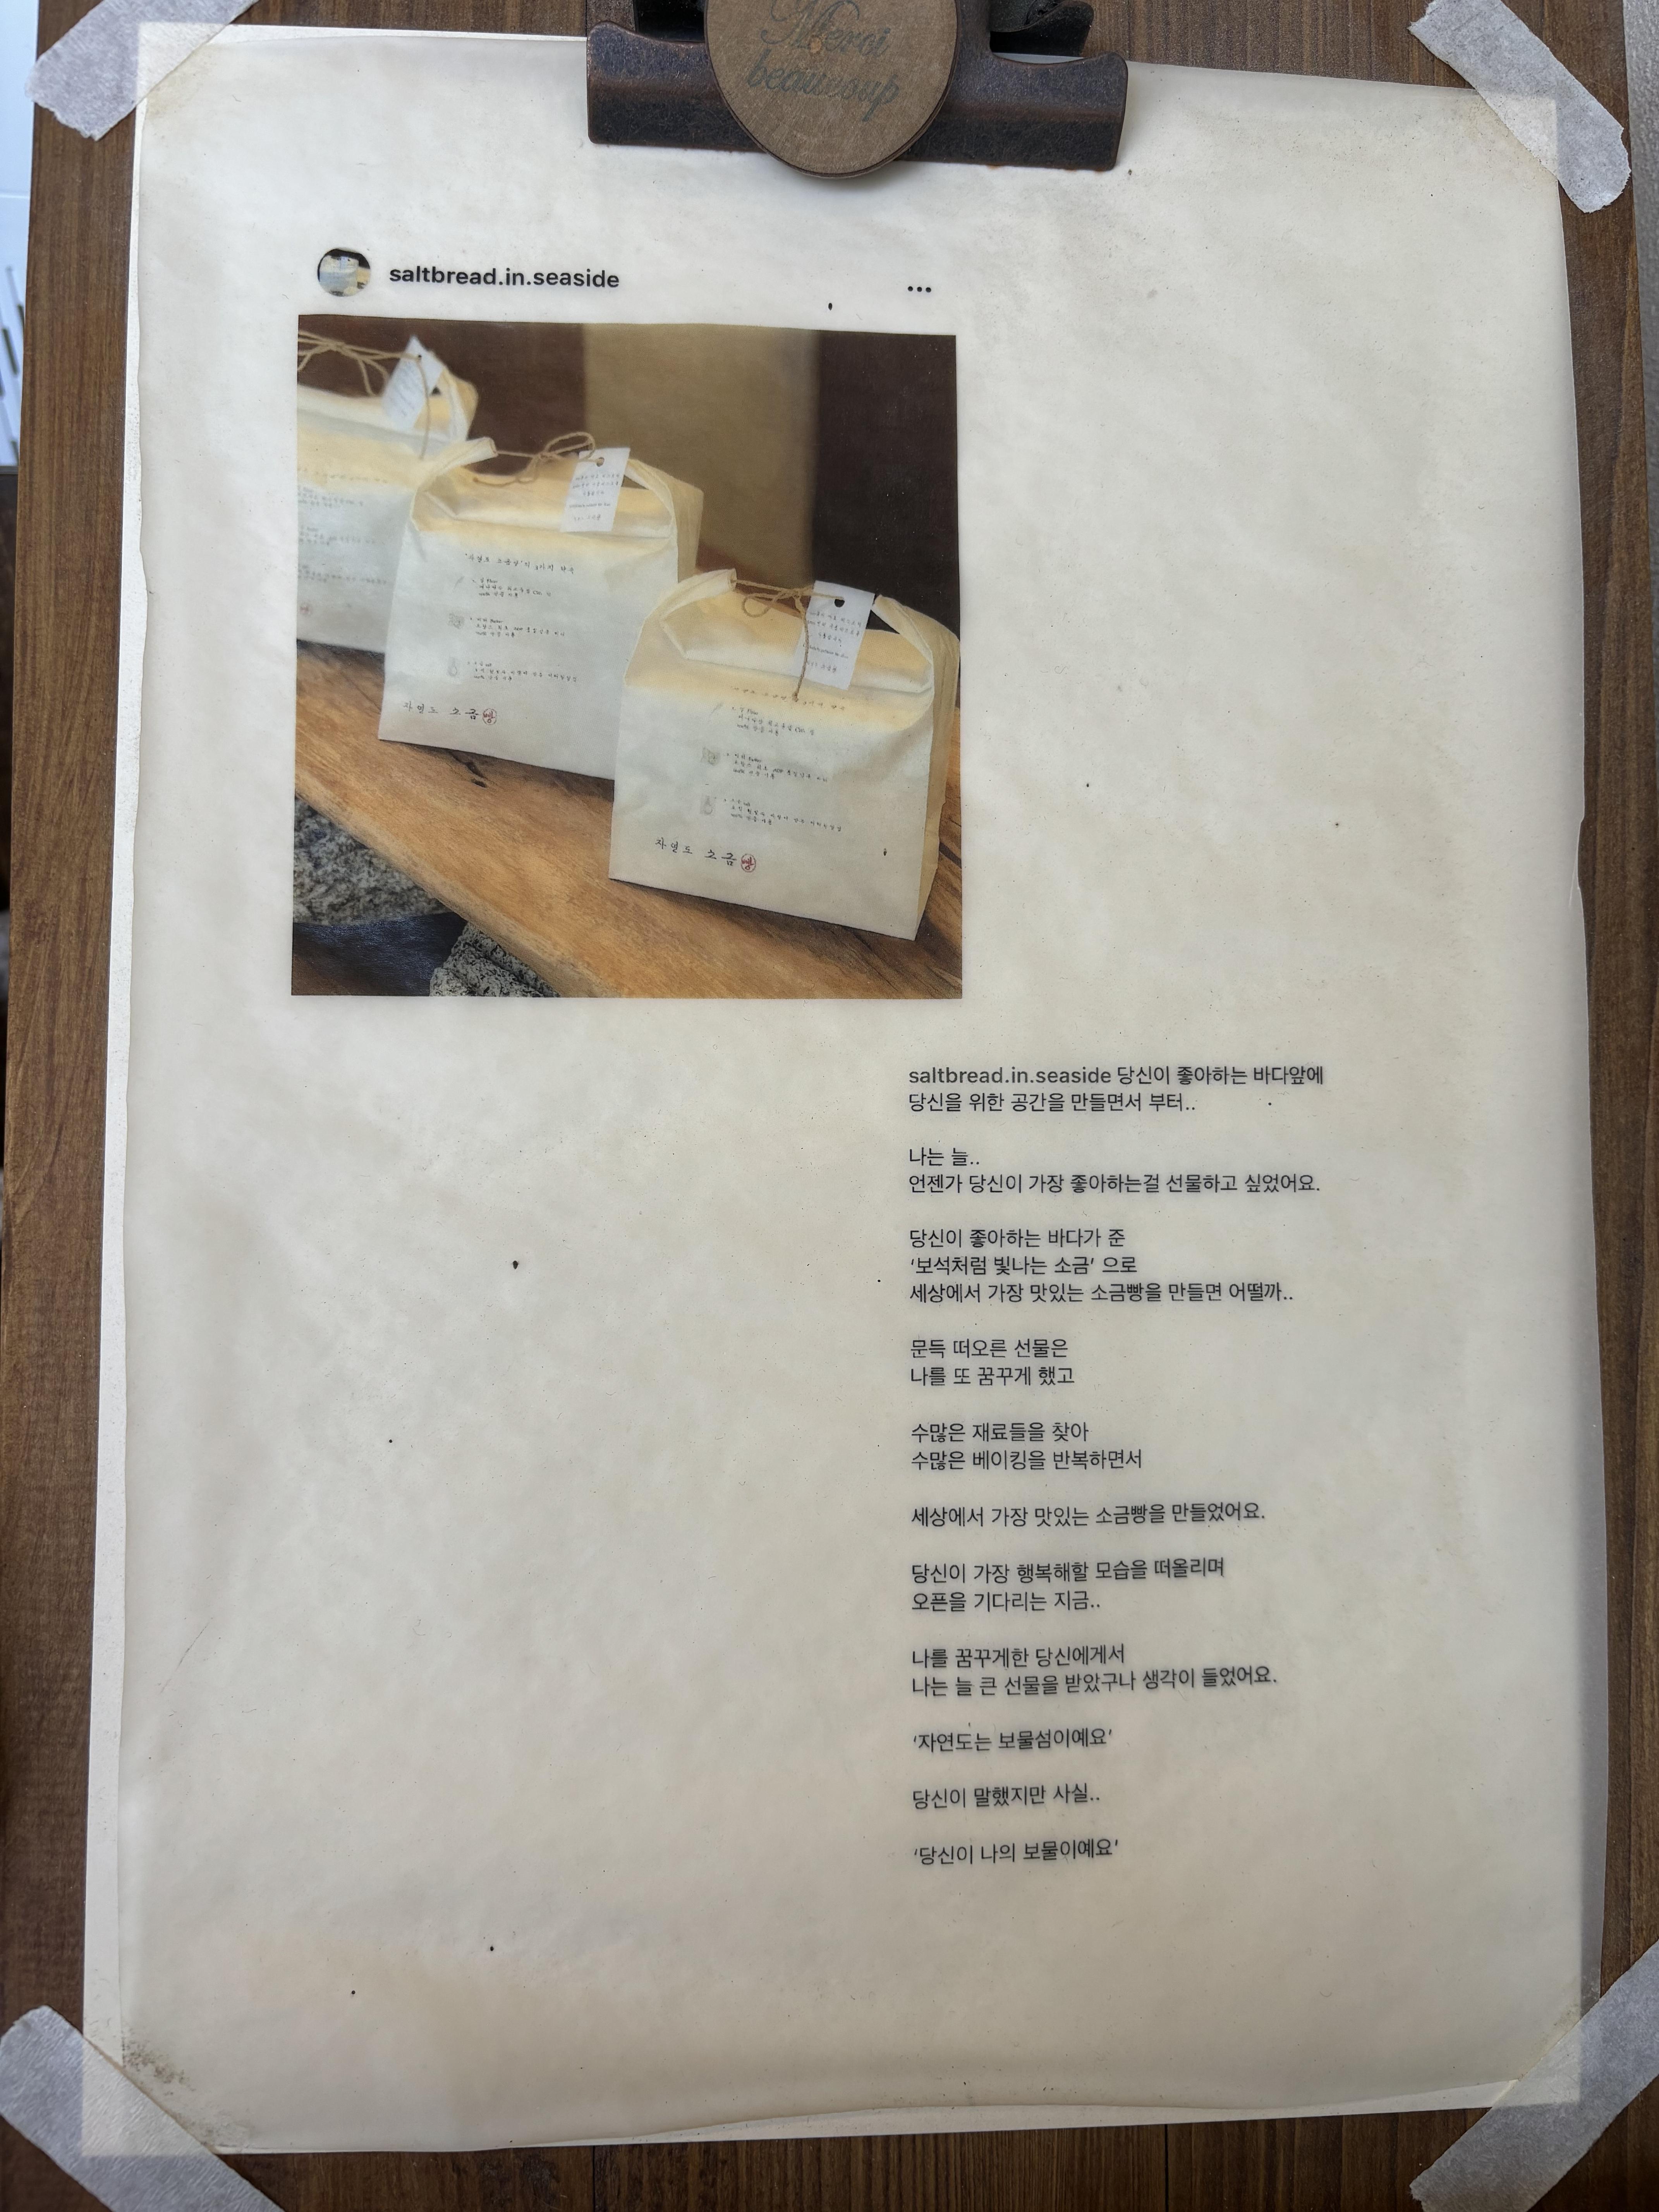 Merci
beaucoup
saltbread.in.seaside
...
자연도 소금빵
자연도 소금빵
saltbread.in.seaside 당신이 좋아하는 바다앞에
당신을 위한 공간을 만들면서 부터..
나는 늘..
언젠가 당신이 가장 좋아하는걸 선물하고 싶었어요.
당신이 좋아하는 바다가 준
‘보석처럼 빛나는 소금’ 으로
세상에서 가장 맛있는 소금빵을 만들면 어떨까..
문득 떠오른 선물은
나를 또 꿈꾸게 했고
수많은 재료들을 찾아
수많은 베이킹을 반복하면서
세상에서 가장 맛있는 소금빵을 만들었어요.
당신이 가장 행복해할 모습을 떠올리며
오픈을 기다리는 지금..
나를 꿈꾸게한 당신에게서
나는 늘 큰 선물을 받았구나 생각이 들었어요.
‘자연도는 보물섬이예요’
당신이 말했지만 사실..
‘당신이 나의 보물이예요’